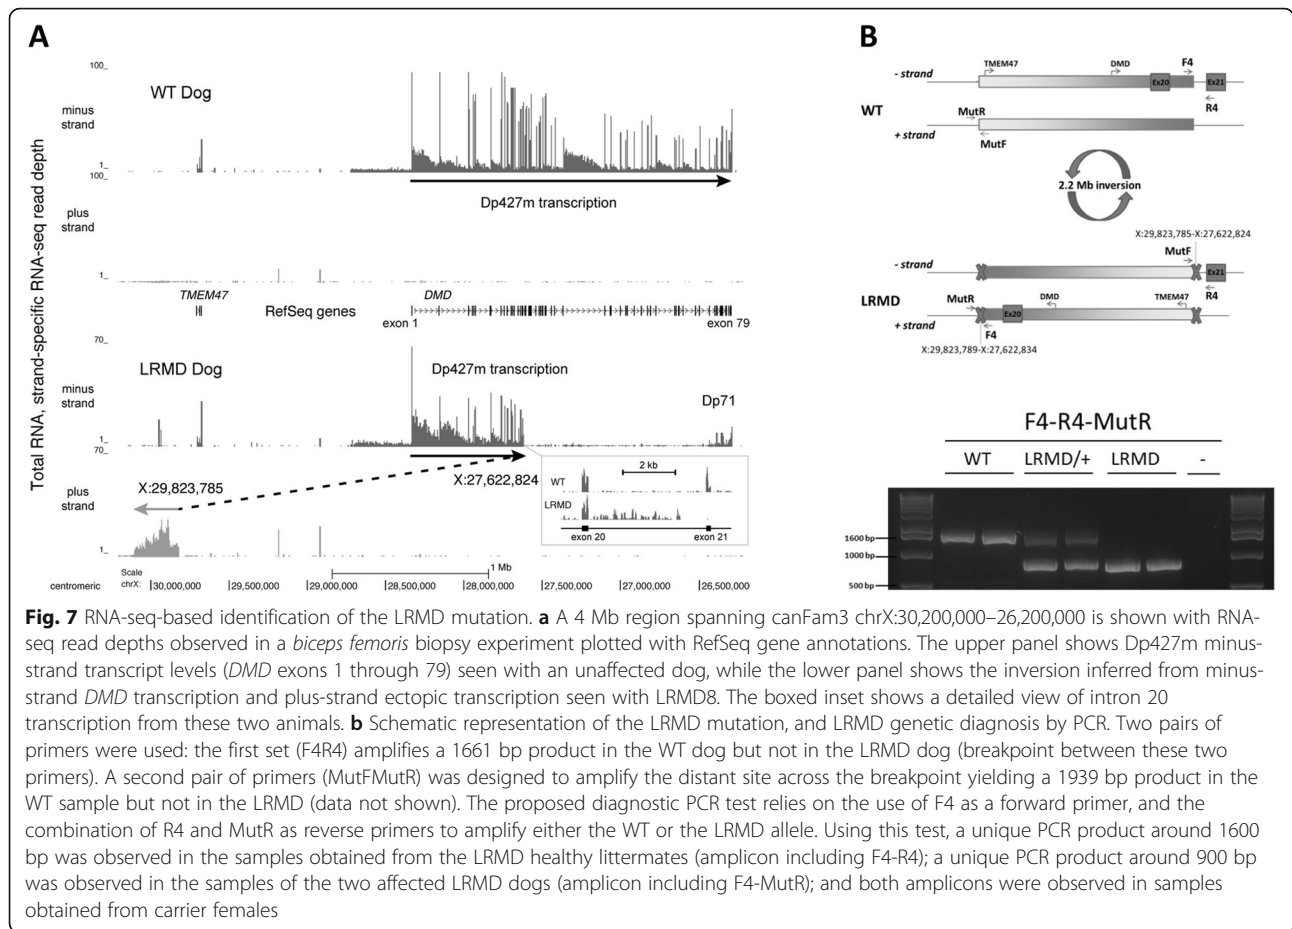 A
100_
WT Dog
minus
strand
1_
100_
Dp427m transcription
plus
strand
1_
TMEM47
DMD
RefSeq genes
exon 1
exon 79
70_
LRMD Dog
Dp427m transcription
minus
strand
Dp71
1_
70_
X:29,823,785
X:27,622,824
plus
strand
2 kb
WT
LRMD
exon 20
exon 21
1_
Scale
1 Mb
centromeric
chrX:
|30,000,000
|29,500,000
|29,000,000
|28,500,000
|28,000,000
|27,500,000
|27,000,000
|26,500,000
Total RNA, strand-specific RNA-seq read depth
B
TMEM47
DMD
F4
- strand
Ex20
Ex21
R4
WT
MutR
+ strand
MutF
2.2 Mb inversion
X:29,823,785-X:27,622,824
MutF
- strand
Ex21
R4
LRMD
MutR
DMD
TMEM47
Ex20
+ strand
F4
X:29,823,789-X:27,622,834
F4-R4-MutR
WT LRMD/+ LRMD -
1600 bp
1000 bp
500 bp
Fig. 7 RNA-seq-based identification of the LRMD mutation. a A 4 Mb region spanning canFam3 chrX:30,200,000–26,200,000 is shown with RNA-
seq read depths observed in a biceps femoris biopsy experiment plotted with RefSeq gene annotations. The upper panel shows Dp427m minus-
strand transcript levels (DMD exons 1 through 79) seen with an unaffected dog, while the lower panel shows the inversion inferred from minus-
strand DMD transcription and plus-strand ectopic transcription seen with LRMD8. The boxed inset shows a detailed view of intron 20
transcription from these two animals. b Schematic representation of the LRMD mutation, and LRMD genetic diagnosis by PCR. Two pairs of
primers were used: the first set (F4R4) amplifies a 1661 bp product in the WT dog but not in the LRMD dog (breakpoint between these two
primers). A second pair of primers (MutFMutR) was designed to amplify the distant site across the breakpoint yielding a 1939 bp product in the
WT sample but not in the LRMD (data not shown). The proposed diagnostic PCR test relies on the use of F4 as a forward primer, and the
combination of R4 and MutR as reverse primers to amplify either the WT or the LRMD allele. Using this test, a unique PCR product around 1600
bp was observed in the samples obtained from the LRMD healthy littermates (amplicon including F4-R4); a unique PCR product around 900 bp
was observed in the samples of the two affected LRMD dogs (amplicon including F4-MutR); and both amplicons were observed in samples
obtained from carrier females